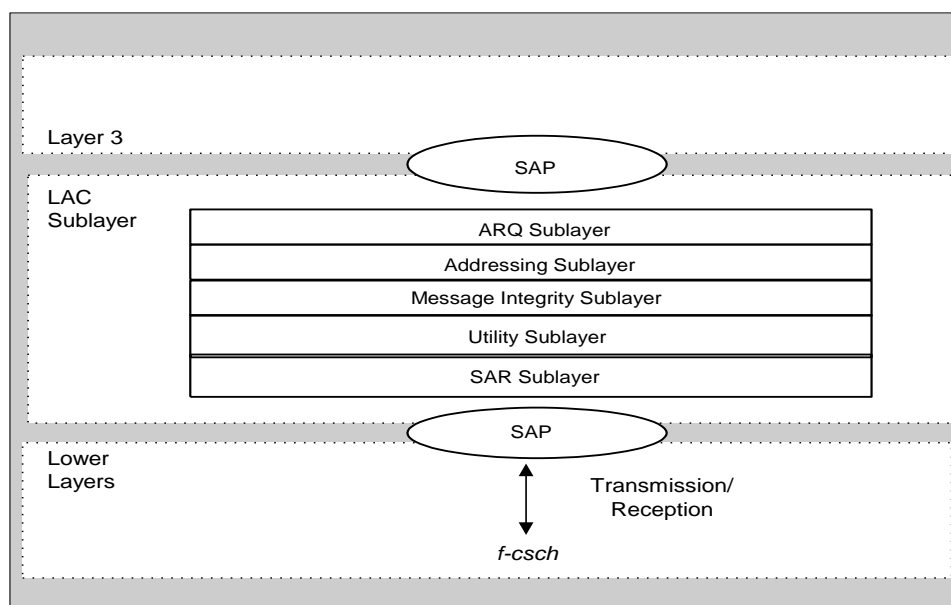 Layer 3
SAP
LAC
Sublayer
ARQ Sublayer
Addressing Sublayer
Message Integrity Sublayer
Utility Sublayer
SAR Sublayer
SAP
Lower
Layers
Transmission/
Reception
f-csch